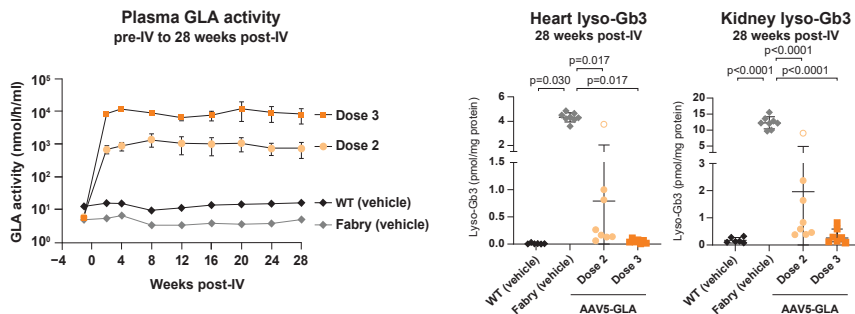 Plasma GLA activity
pre-IV to 28 weeks post-IV
GLA activity (nmol/h/ml)
10⁵
10⁴
10³
10²
10¹
10⁰
−4
0
4
8
12
16
20
24
28
Weeks post-IV
Dose 3
Dose 2
WT (vehicle)
Fabry (vehicle)
Heart lyso-Gb3
28 weeks post-IV
p=0.017
p=0.030
p=0.017
Lyso-Gb3 (pmol/mg protein)
6
4
2
1.5
1.0
0.5
0.0
WT (vehicle)
Fabry (vehicle)
Dose 2
Dose 3
AAV5-GLA
Kidney lyso-Gb3
28 weeks post-IV
p<0.0001
p<0.0001
p<0.0001
Lyso-Gb3 (pmol/mg protein)
20
15
10
5
3
2
1
0
WT (vehicle)
Fabry (vehicle)
Dose 2
Dose 3
AAV5-GLA